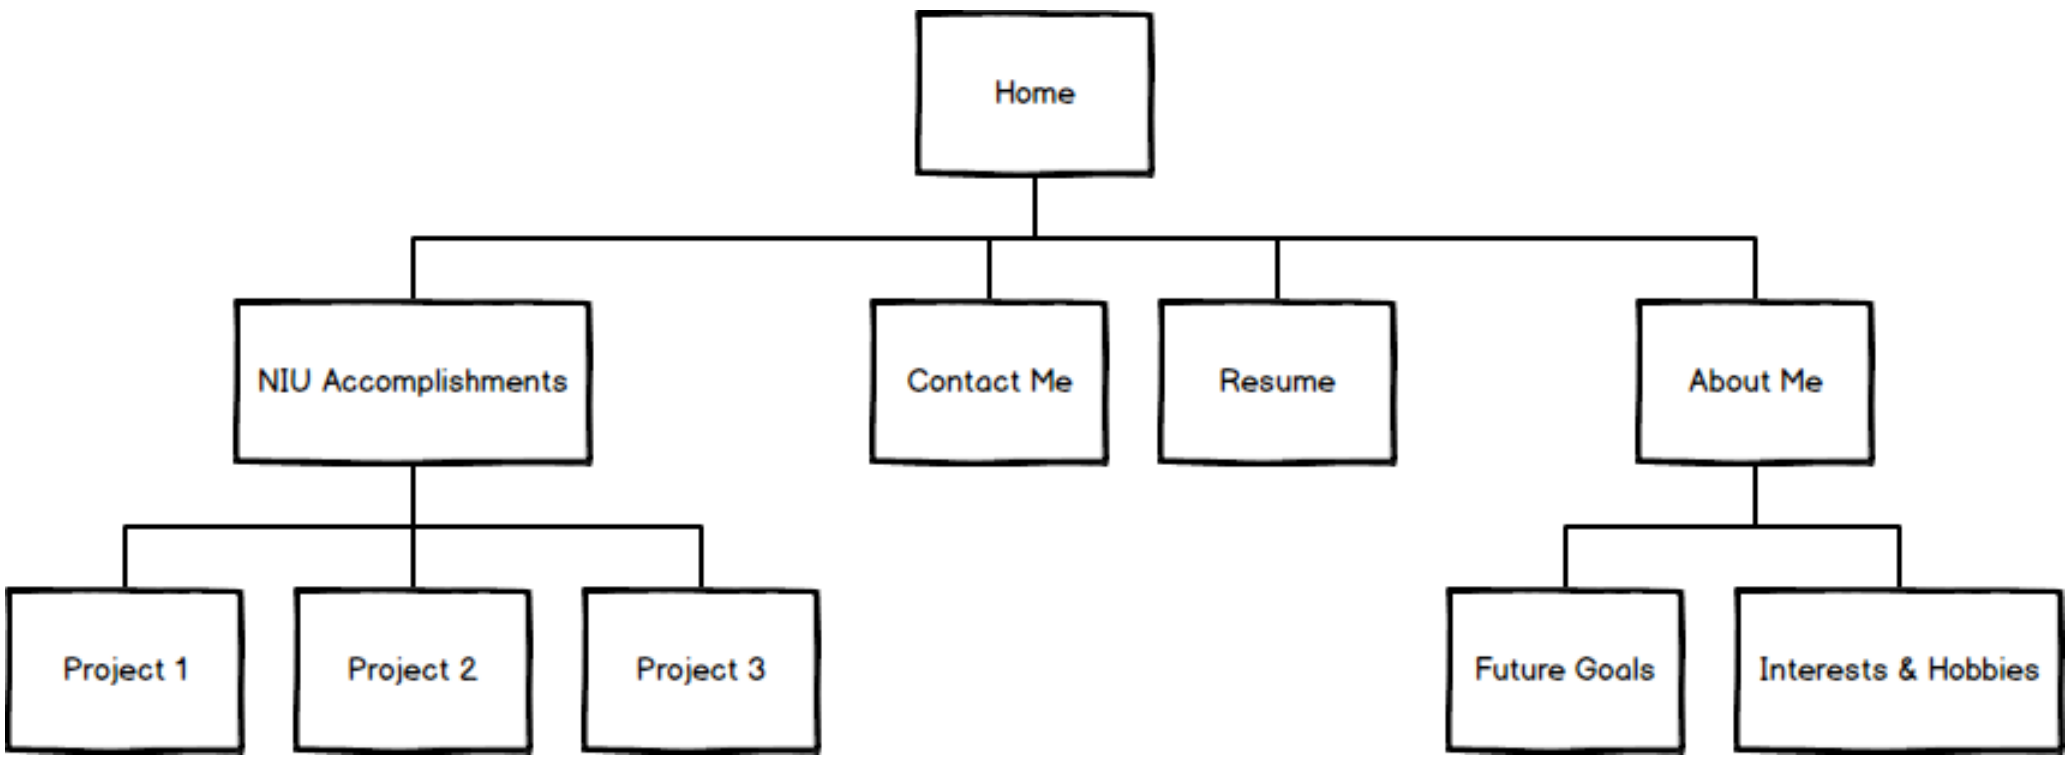 Home
NIU Accomplishments
Contact Me
Resume
About Me
Project 1
Project 2
Project 3
Future Goals
Interests & Hobbies